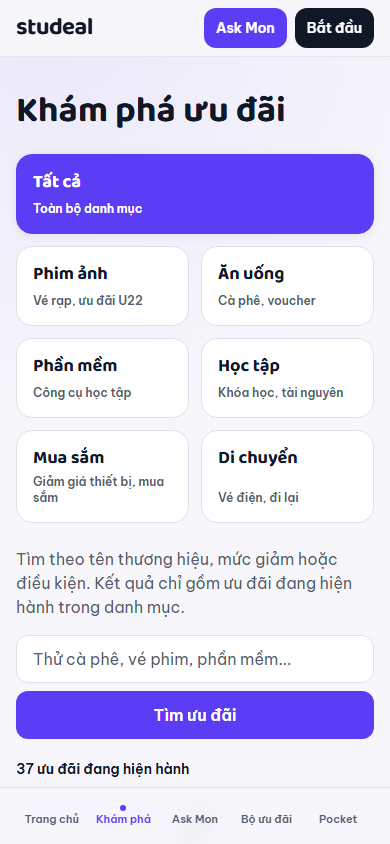 studeal
Ask Mon
Bắt đầu
Khám phá ưu đãi
Tất cả
Toàn bộ danh mục
Phim ảnh
Vé rạp, ưu đãi U22
Ăn uống
Cà phê, voucher
Phần mềm
Công cụ học tập
Học tập
Khóa học, tài nguyên
Mua sắm
Giảm giá thiết bị, mua
sắm
Di chuyển
Vé điện, đi lại
Tìm theo tên thương hiệu, mức giảm hoặc
điều kiện. Kết quả chỉ gồm ưu đãi đang hiện
hành trong danh mục.
Thử cà phê, vé phim, phần mềm...
Tìm ưu đãi
37 ưu đãi đang hiện hành
Trang chủ
Khám phá
Ask Mon
Bộ ưu đãi
Pocket